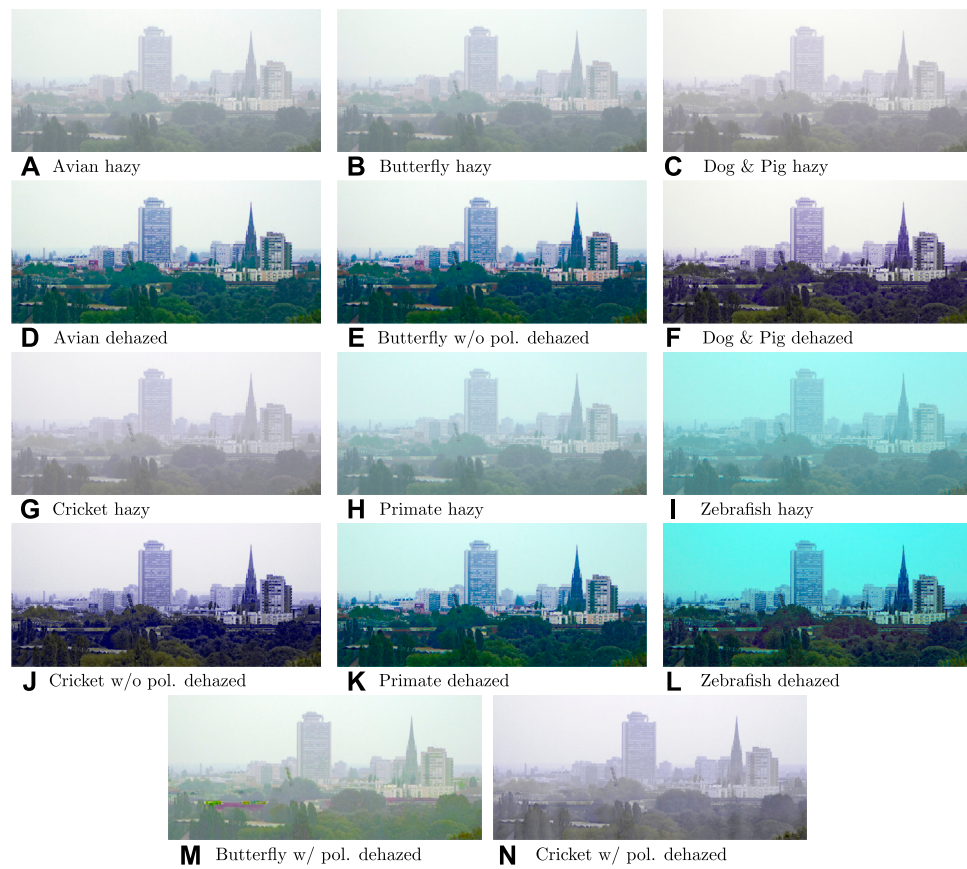 A Avian hazy
B Butterfly hazy
C Dog & Pig hazy
D Avian dehazed
E Butterfly w/o pol. dehazed
F Dog & Pig dehazed
G Cricket hazy
H Primate hazy
I Zebrafish hazy
J Cricket w/o pol. dehazed
K Primate dehazed
L Zebrafish dehazed
M Butterfly w/ pol. dehazed
N Cricket w/ pol. dehazed